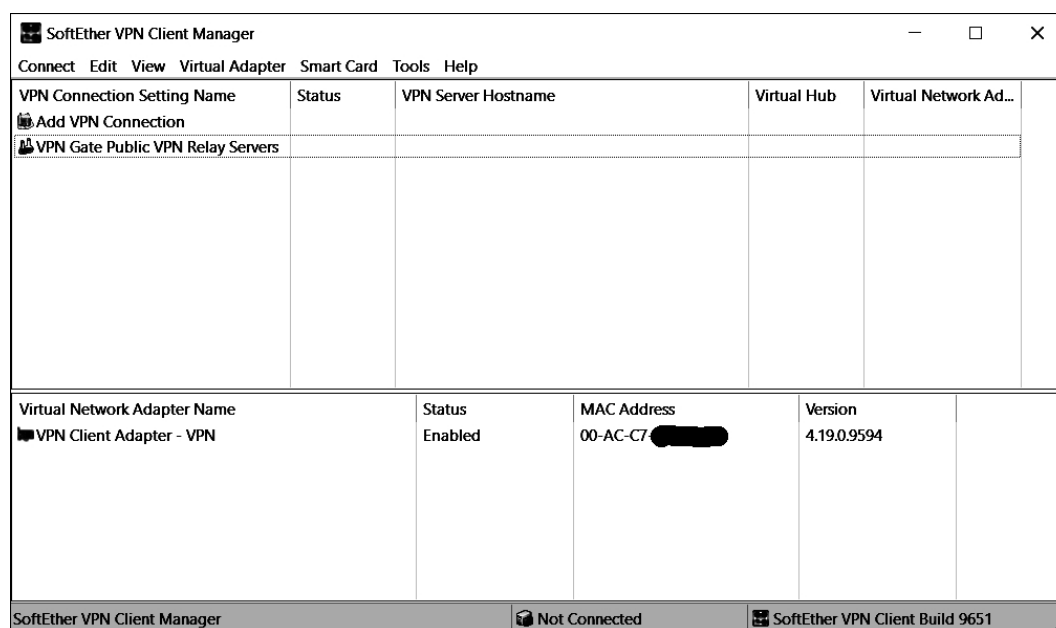 SoftEther VPN Client Manager
Connect Edit View Virtual Adapter Smart Card Tools Help
VPN Connection Setting Name Status VPN Server Hostname Virtual Hub Virtual Network Ad...
Add VPN Connection
VPN Gate Public VPN Relay Servers
Virtual Network Adapter Name Status MAC Address Version
VPN Client Adapter - VPN Enabled 00-AC-C7- 4.19.0.9594
SoftEther VPN Client Manager Not Connected SoftEther VPN Client Build 9651